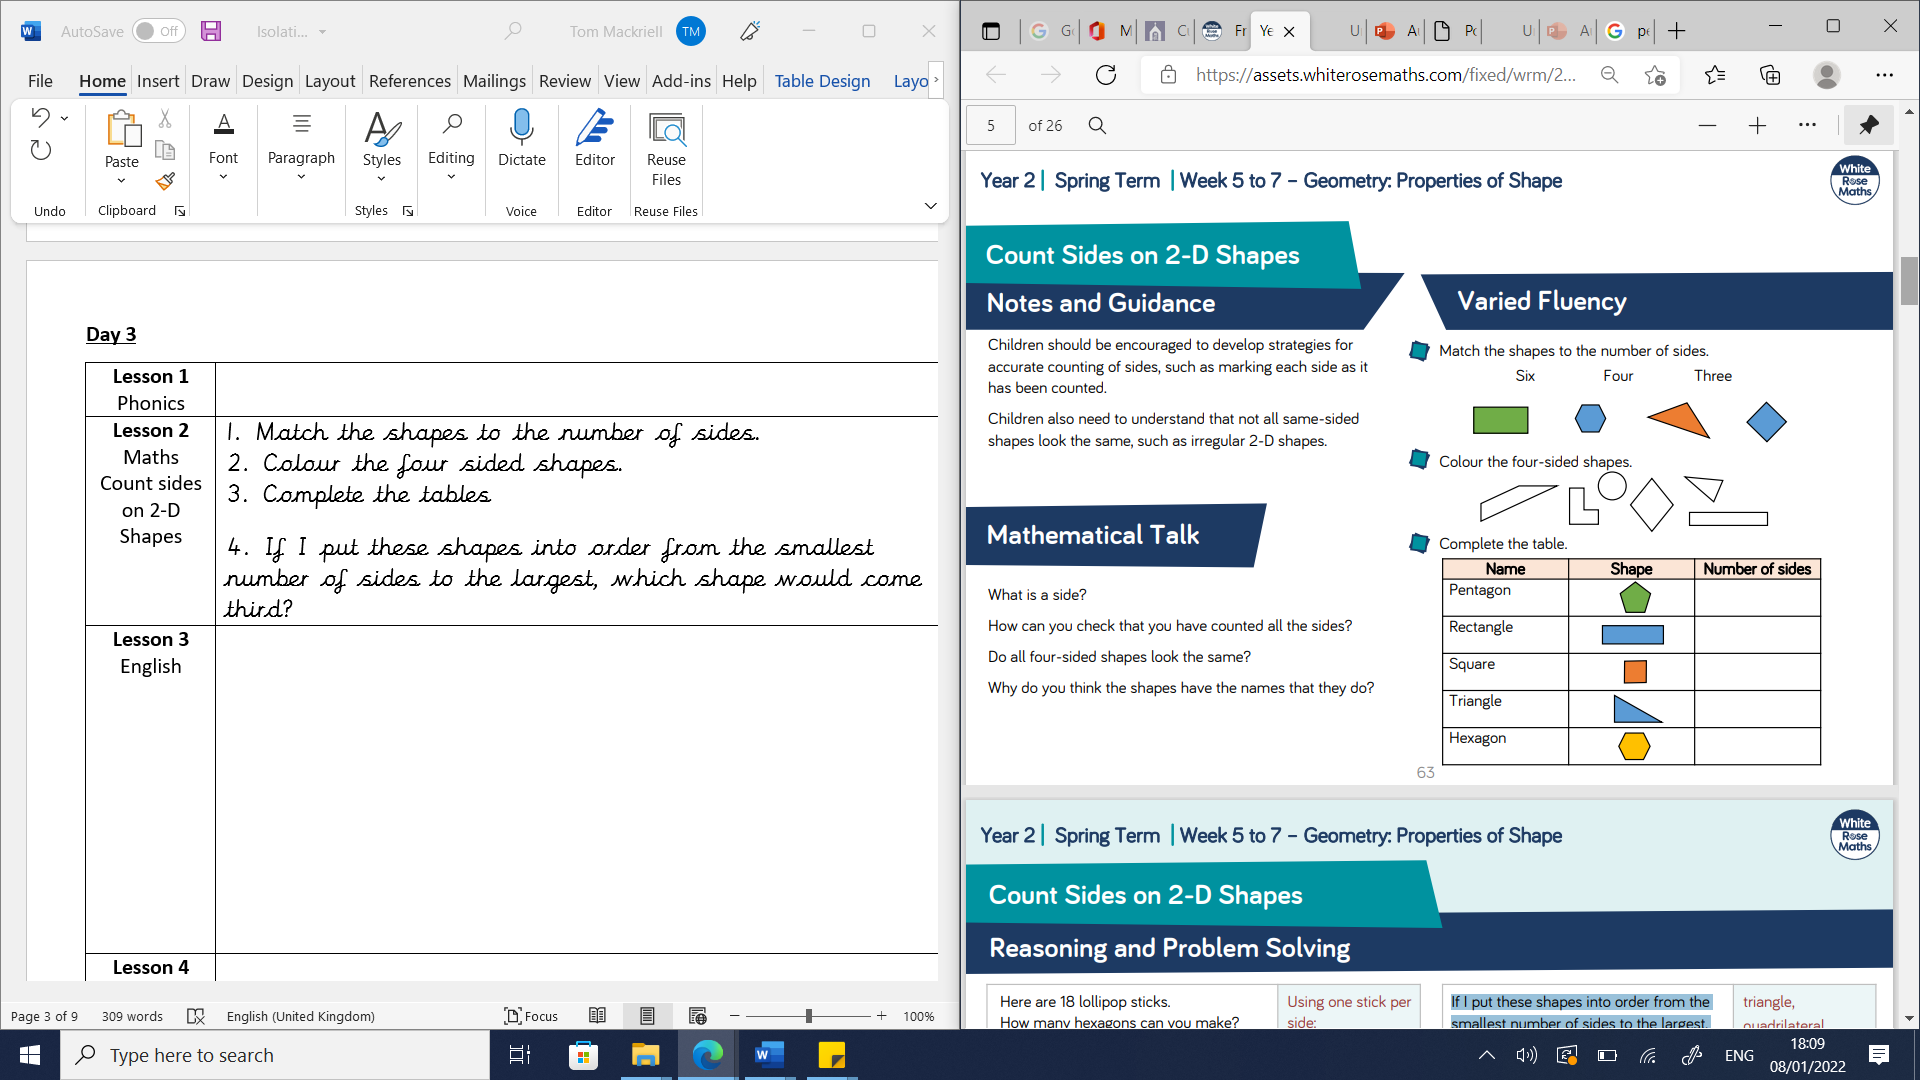 AutoSave Off Isolati... Tom Mackriell TM
File Home Insert Draw Design Layout References Mailings Review View Add-ins Help Table Design Layo
Paste Font Paragraph Styles Editing Dictate Editor Reuse Files
Undo Clipboard Styles Voice Editor Reuse Files
Day 3
Lesson 1
Phonics
Lesson 2
Maths
Count sides
on 2-D
Shapes
1. Match the shapes to the number of sides.
2. Colour the four sided shapes.
3. Complete the tables
4. If I put these shapes into order from the smallest
number of sides to the largest, which shape would come
third?
Lesson 3
English
Lesson 4
Page 3 of 9 309 words English (United Kingdom) Focus 100%
https://assets.whiterosemaths.com/fixed/wrm/2...
5 of 26
Year 2 | Spring Term | Week 5 to 7 – Geometry: Properties of Shape
White
Rose
Maths
Count Sides on 2-D Shapes
Notes and Guidance
Children should be encouraged to develop strategies for
accurate counting of sides, such as marking each side as it
has been counted.
Children also need to understand that not all same-sided
shapes look the same, such as irregular 2-D shapes.
Mathematical Talk
What is a side?
How can you check that you have counted all the sides?
Do all four-sided shapes look the same?
Why do you think the shapes have the names that they do?
Varied Fluency
Match the shapes to the number of sides.
Six Four Three
Colour the four-sided shapes.
Complete the table.
Name Shape Number of sides
Pentagon
Rectangle
Square
Triangle
Hexagon
63
Year 2 | Spring Term | Week 5 to 7 – Geometry: Properties of Shape
White
Rose
Maths
Count Sides on 2-D Shapes
Reasoning and Problem Solving
Here are 18 lollipop sticks.
How many hexagons can you make?
Using one stick per
side:
If I put these shapes into order from the
smallest number of sides to the largest,
triangle,
quadrilateral
Type here to search
ENG
18:09
08/01/2022